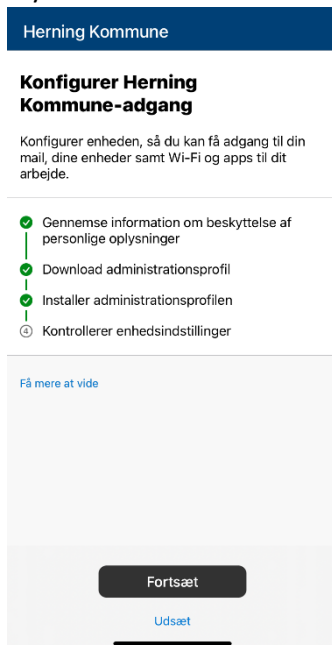 Herning Kommune
Konfigurer Herning
Kommune-adgang
Konfigurer enheden, så du kan få adgang til din
mail, dine enheder samt Wi-Fi og apps til dit
arbejde.
Gennemse information om beskyttelse af
personlige oplysninger
Download administrationsprofil
Installer administrationsprofilen
4 Kontrollerer enhedsindstillinger
Få mere at vide
Fortsæt
Udsæt